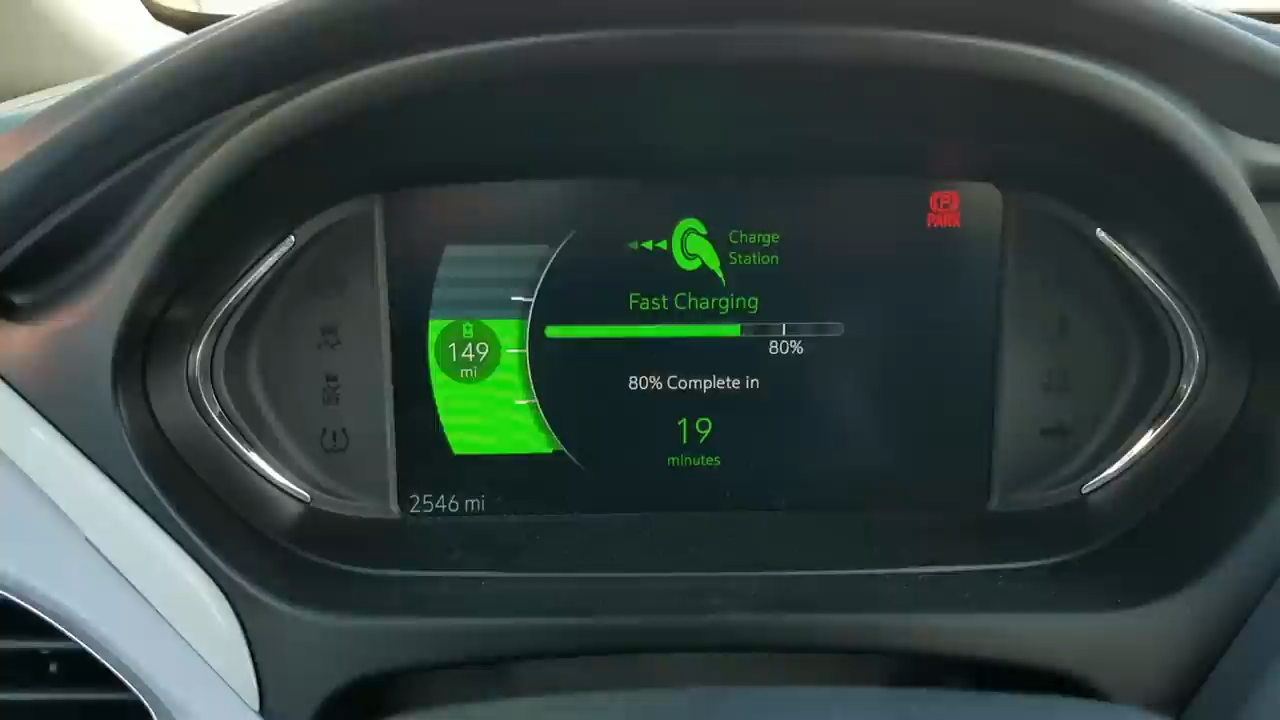 (P)
PARK
Charge
Station
Fast Charging
149
mi
80%
80% Complete in
19
minutes
2546 mi